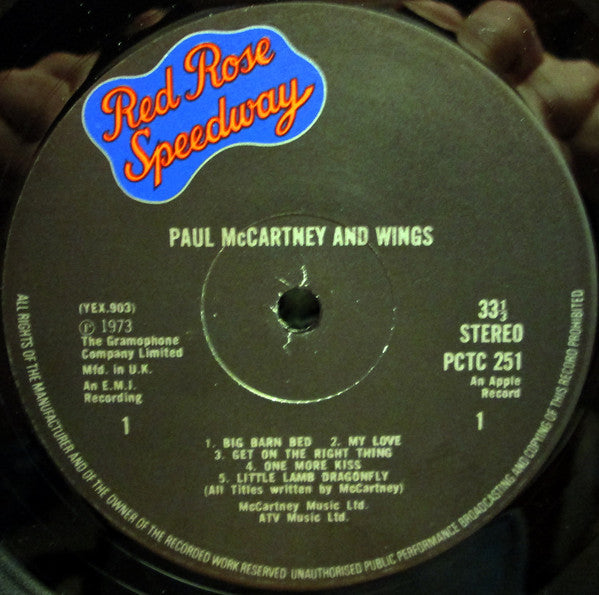 Red Rose
Speedway
PAUL McCARTNEY AND WINGS
(YEX.903)
Ⓟ 1973
The Gramophone
Company Limited
Mfd. in U.K.
An E.M.I.
Recording
1
33⅓
STEREO
PCTC 251
An Apple
Record
1
1. BIG BARN BED 2. MY LOVE
3. GET ON THE RIGHT THING
4. ONE MORE KISS
5. LITTLE LAMB DRAGONFLY
(All Titles written by McCartney)
McCartney Music Ltd.
ATV Music Ltd.
ALL RIGHTS OF THE MANUFACTURER AND OF THE OWNER OF THE RECORDED WORK RESERVED UNAUTHORISED PUBLIC PERFORMANCE BROADCASTING AND COPYING OF THIS RECORD PROHIBITED